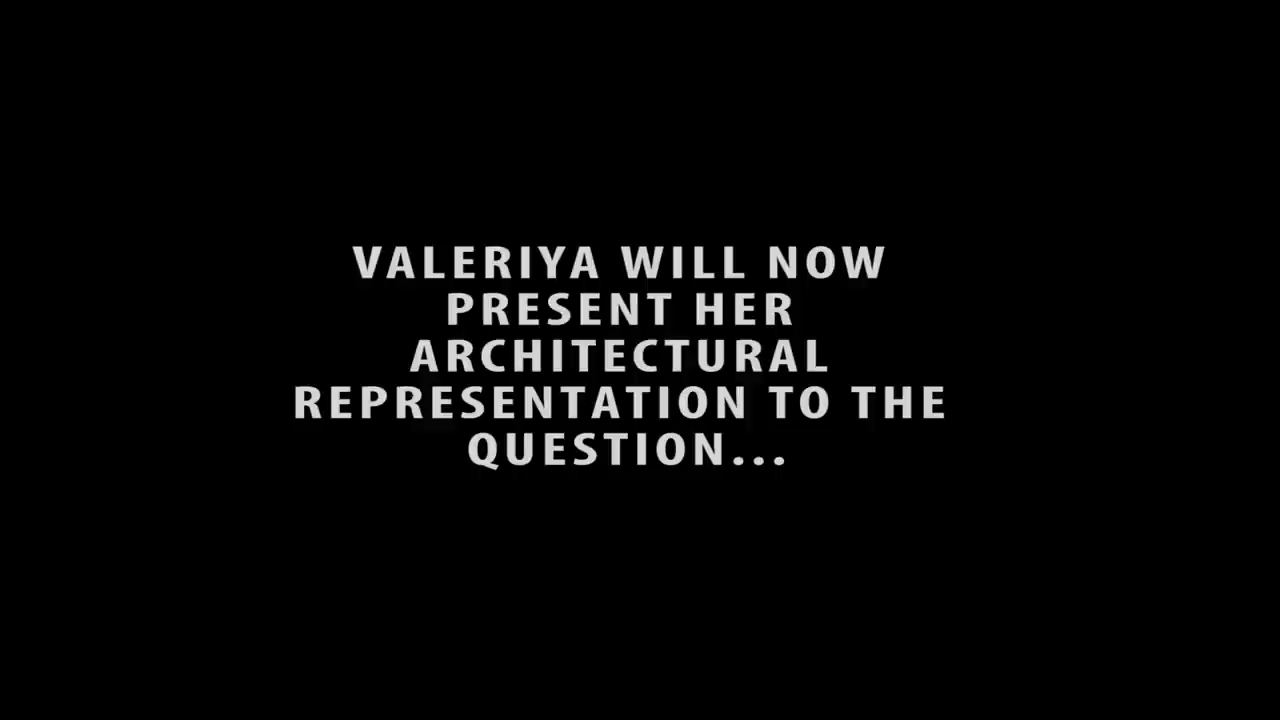 VALERIYA WILL NOW
PRESENT HER
ARCHITECTURAL
REPRESENTATION TO THE
QUESTION...